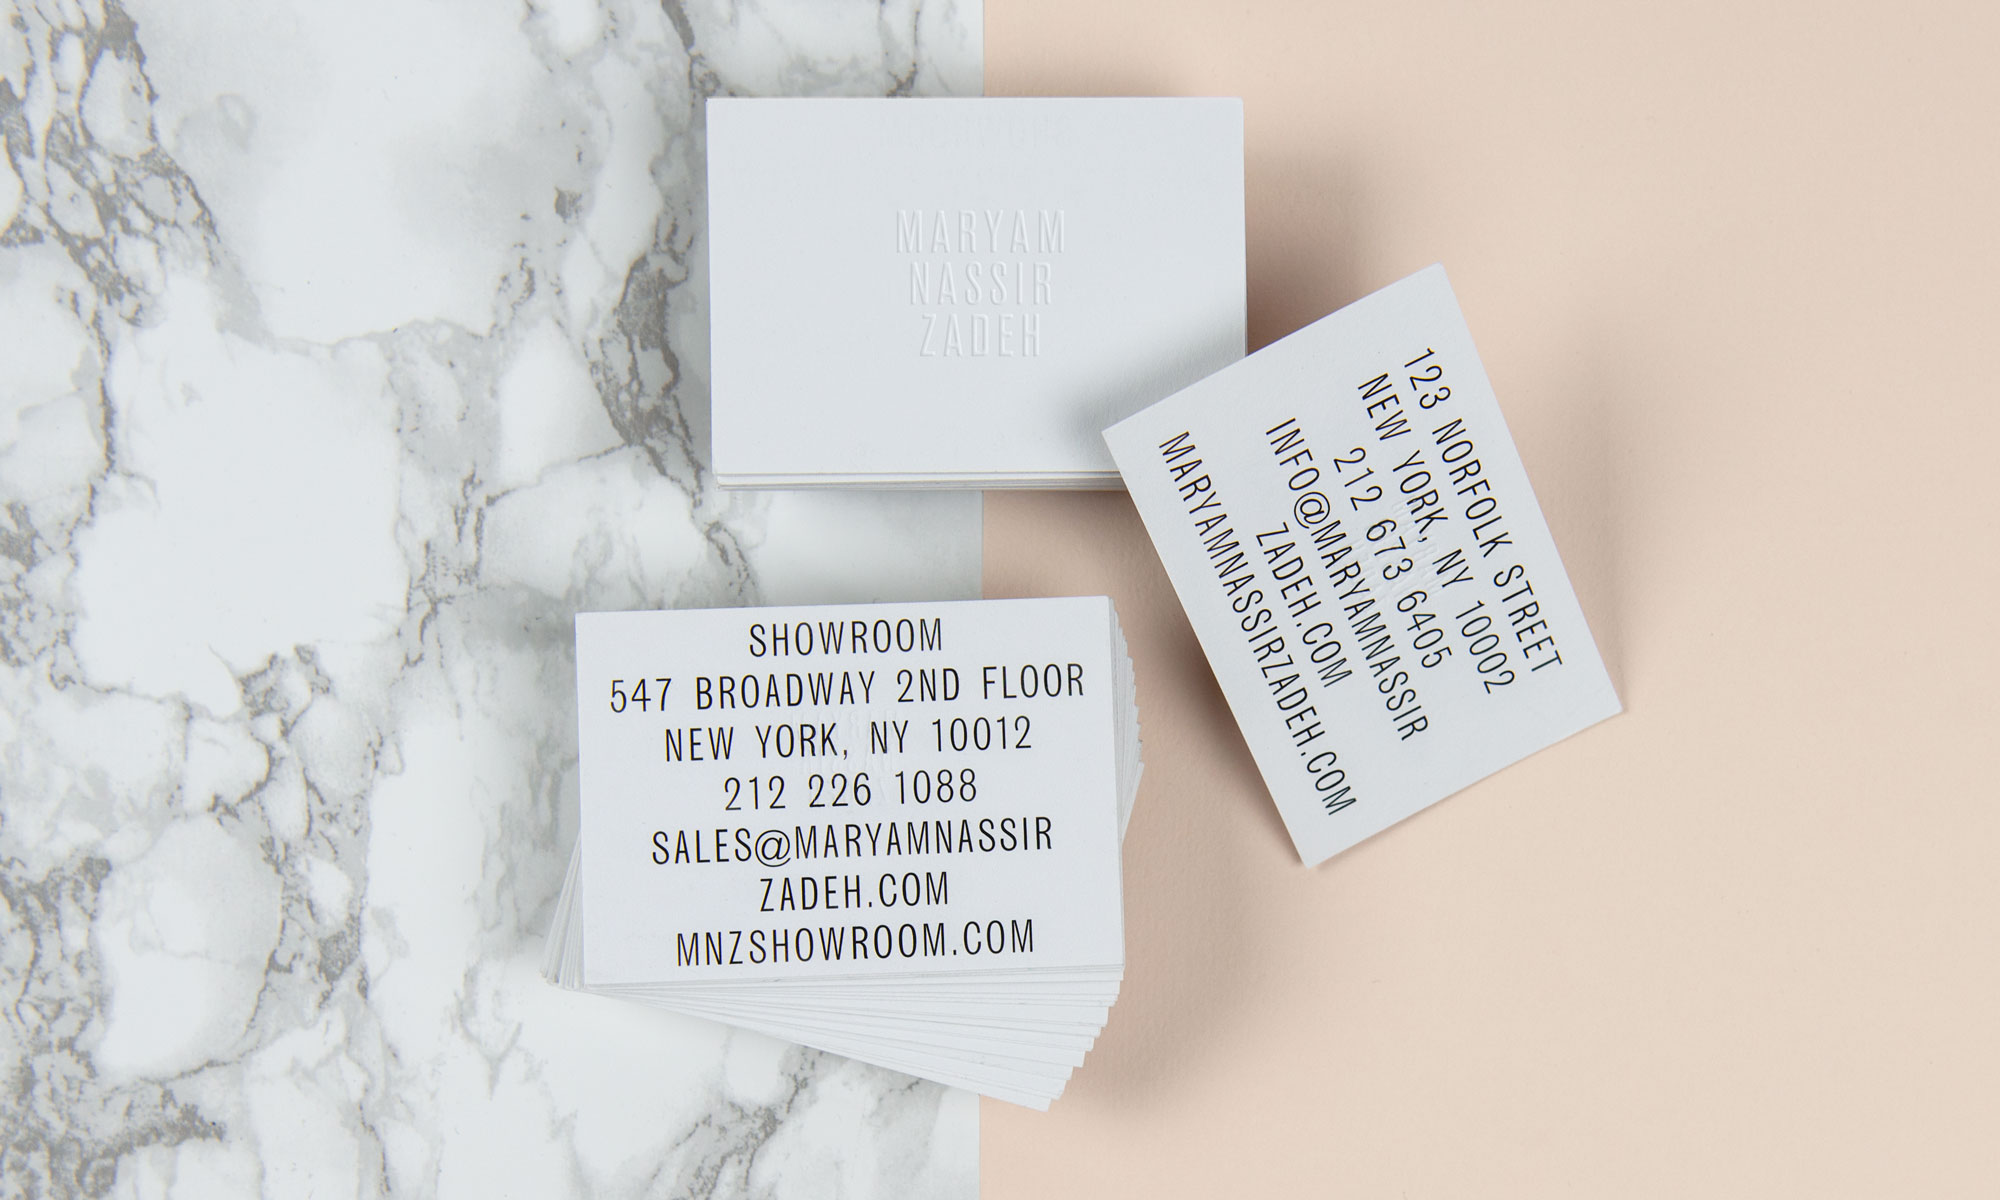 MARYAM
NASSIR
ZADEH
123 NORFOLK STREET
NEW YORK, NY 10002
212 673 6405
INFO@MARYAMNASSIR
ZADEH.COM
MARYAMNASSIRZADEH.COM
SHOWROOM
547 BROADWAY 2ND FLOOR
NEW YORK, NY 10012
212 226 1088
SALES@MARYAMNASSIR
ZADEH.COM
MNZSHOWROOM.COM